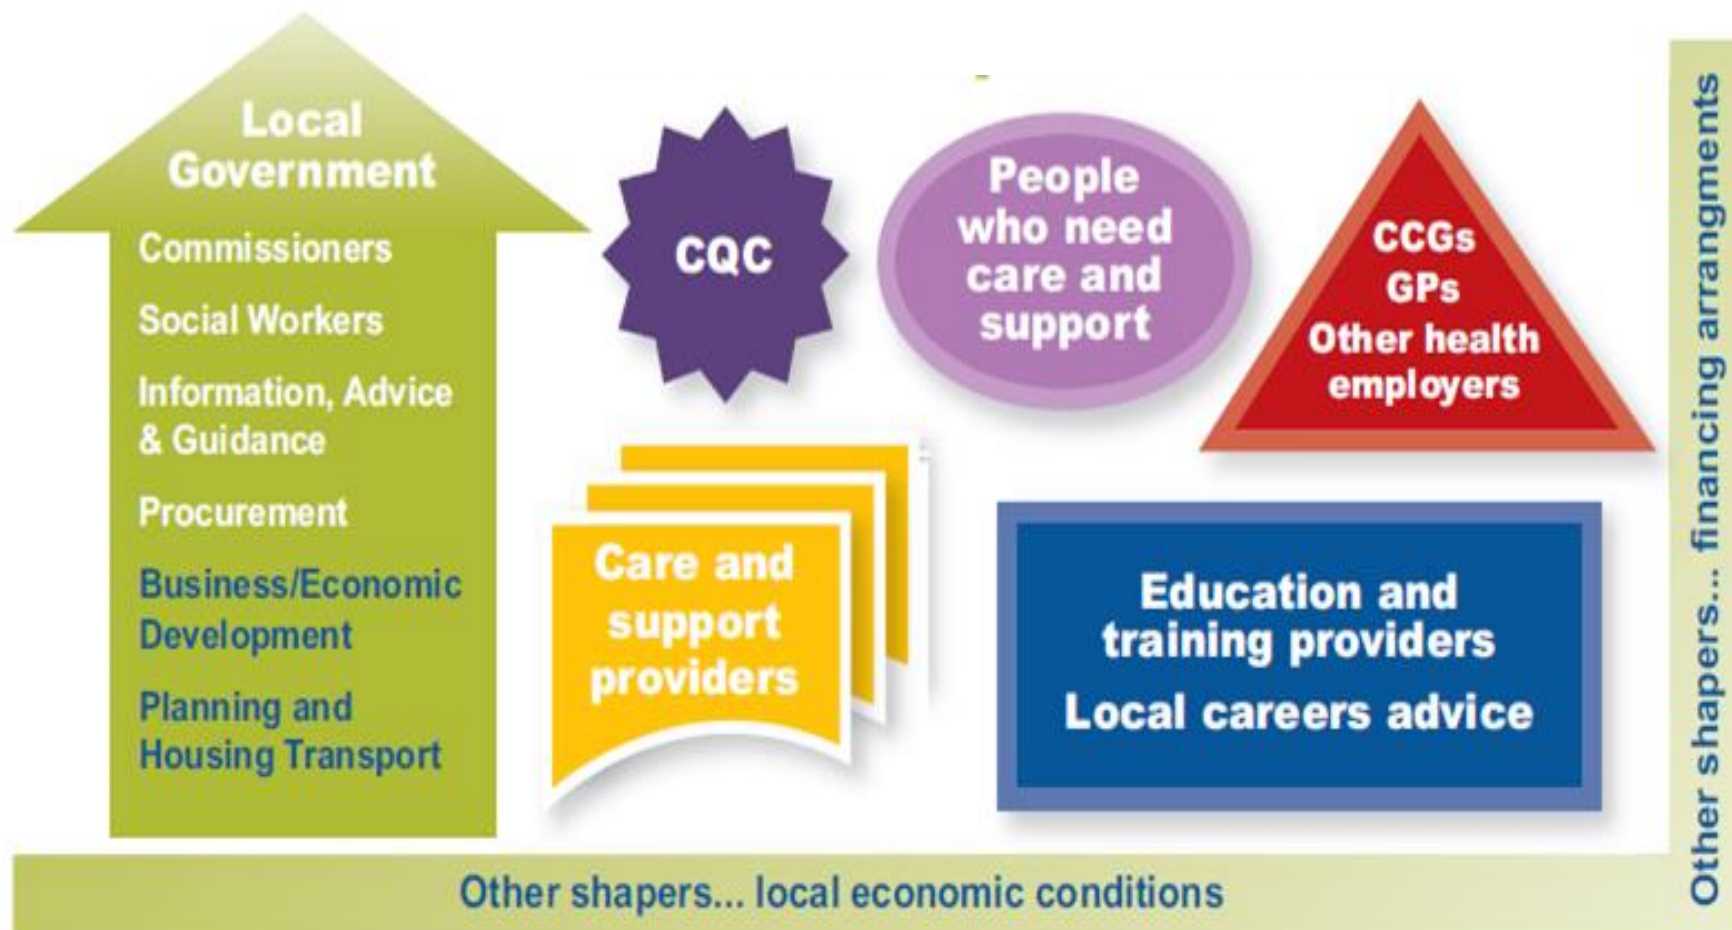 Local
Government
Commissioners
Social Workers
Information, Advice
& Guidance
Procurement
Business/Economic
Development
Planning and
Housing Transport
CQC
People
who need
care and
support
CCGs
GPs
Other health
employers
Care and
support
providers
Education and
training providers
Local careers advice
Other shapers... local economic conditions
Other shapers... financing arrangments